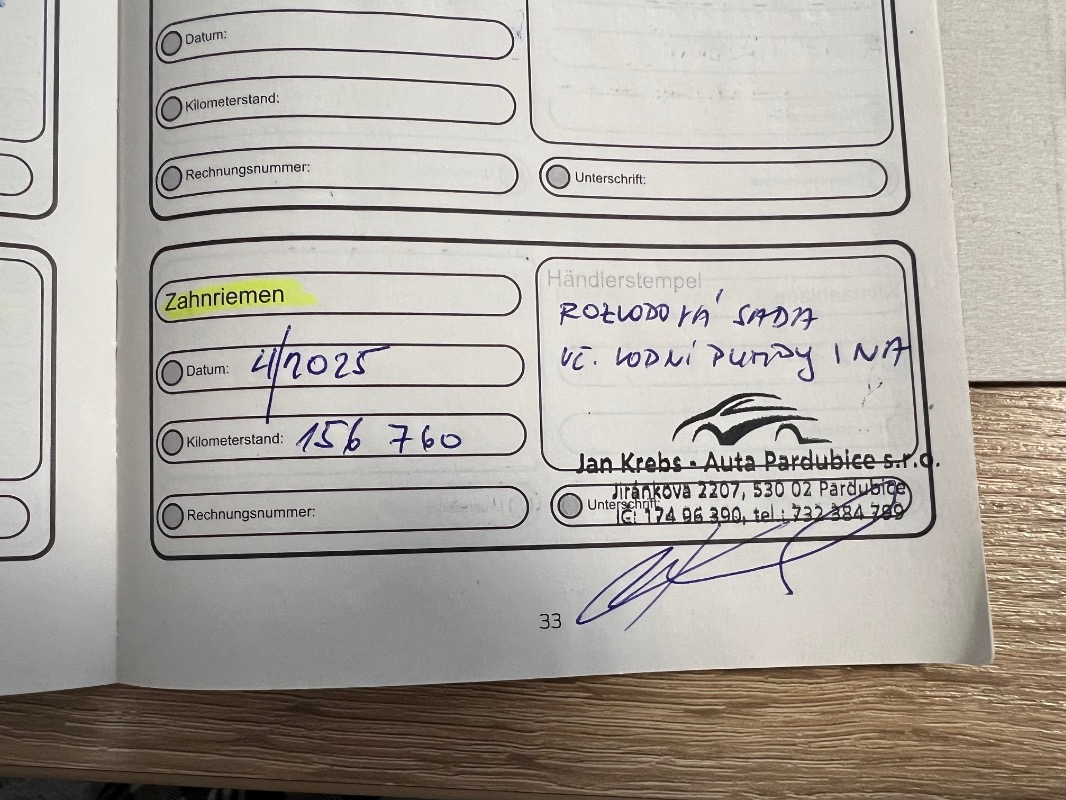 Datum:
Kilometerstand:
Rechnungsnummer:
Unterschrift:
Zahnriemen
Datum: 4/2025
Kilometerstand: 156 760
Rechnungsnummer:
Händlerstempel
ROZVODOVÁ SADA
VČ. VODNÍ PUMPY INA
Jan Krebs - Auta Pardubice s.r.o.
Jiránkova 2207, 530 02 Pardubice
Unterschrift:
IČ: 174 96 390, tel.: 732 384 789
33